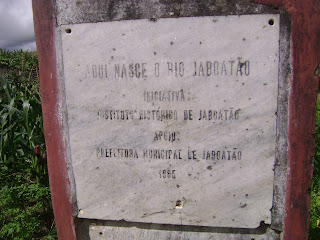 AQUI NASCE O RIO JABOATÃO
INICIATIVA:
INSTITUTO HISTÓRICO DE JABOATÃO
APOIO:
PREFEITURA MUNICIPAL DE JABOATÃO